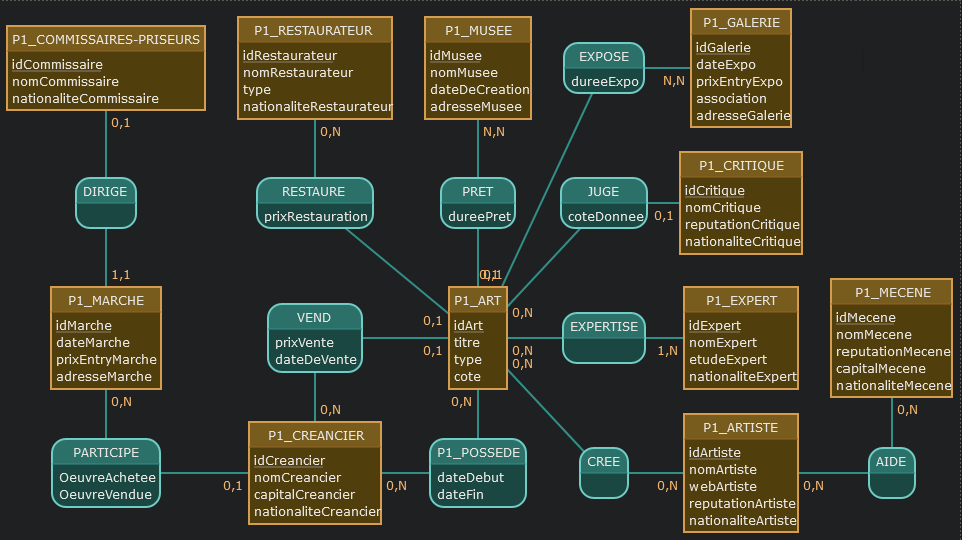 P1_COMMISSAIRES-PRISEURS
idCommissaire
nomCommissaire
nationaliteCommissaire
P1_RESTAURATEUR
idRestaurateur
nomRestaurateur
type
nationaliteRestaurateur
P1_MUSEE
idMusee
nomMusee
dateDeCreation
adresseMusee
EXPOSE
dureeExpo
N,N
P1_GALERIE
idGalerie
dateExpo
prixEntryExpo
association
adresseGalerie
0,1
0,N
N,N
DIRIGE
RESTAURE
prixRestauration
PRET
dureePret
JUGE
coteDonnee
0,1
P1_CRITIQUE
idCritique
nomCritique
reputationCritique
nationaliteCritique
1,1
0,1
P1_MARCHE
idMarche
dateMarche
prixEntryMarche
adresseMarche
VEND
prixVente
dateDeVente
0,1
0,1
P1_ART
idArt
titre
type
cote
0,N
0,N
0,N
EXPERTISE
1,N
P1_EXPERT
idExpert
nomExpert
etudeExpert
nationaliteExpert
P1_MECENE
idMecene
nomMecene
reputationMecene
capitalMecene
nationaliteMecene
0,N
0,N
0,N
0,N
PARTICIPE
OeuvreAchetee
OeuvreVendue
0,1
P1_CREANCIER
idCreancier
nomCreancier
capitalCreancier
nationaliteCreancier
0,N
P1_POSSEDE
dateDebut
dateFin
CREE
0,N
P1_ARTISTE
idArtiste
nomArtiste
webArtiste
reputationArtiste
nationaliteArtiste
0,N
AIDE